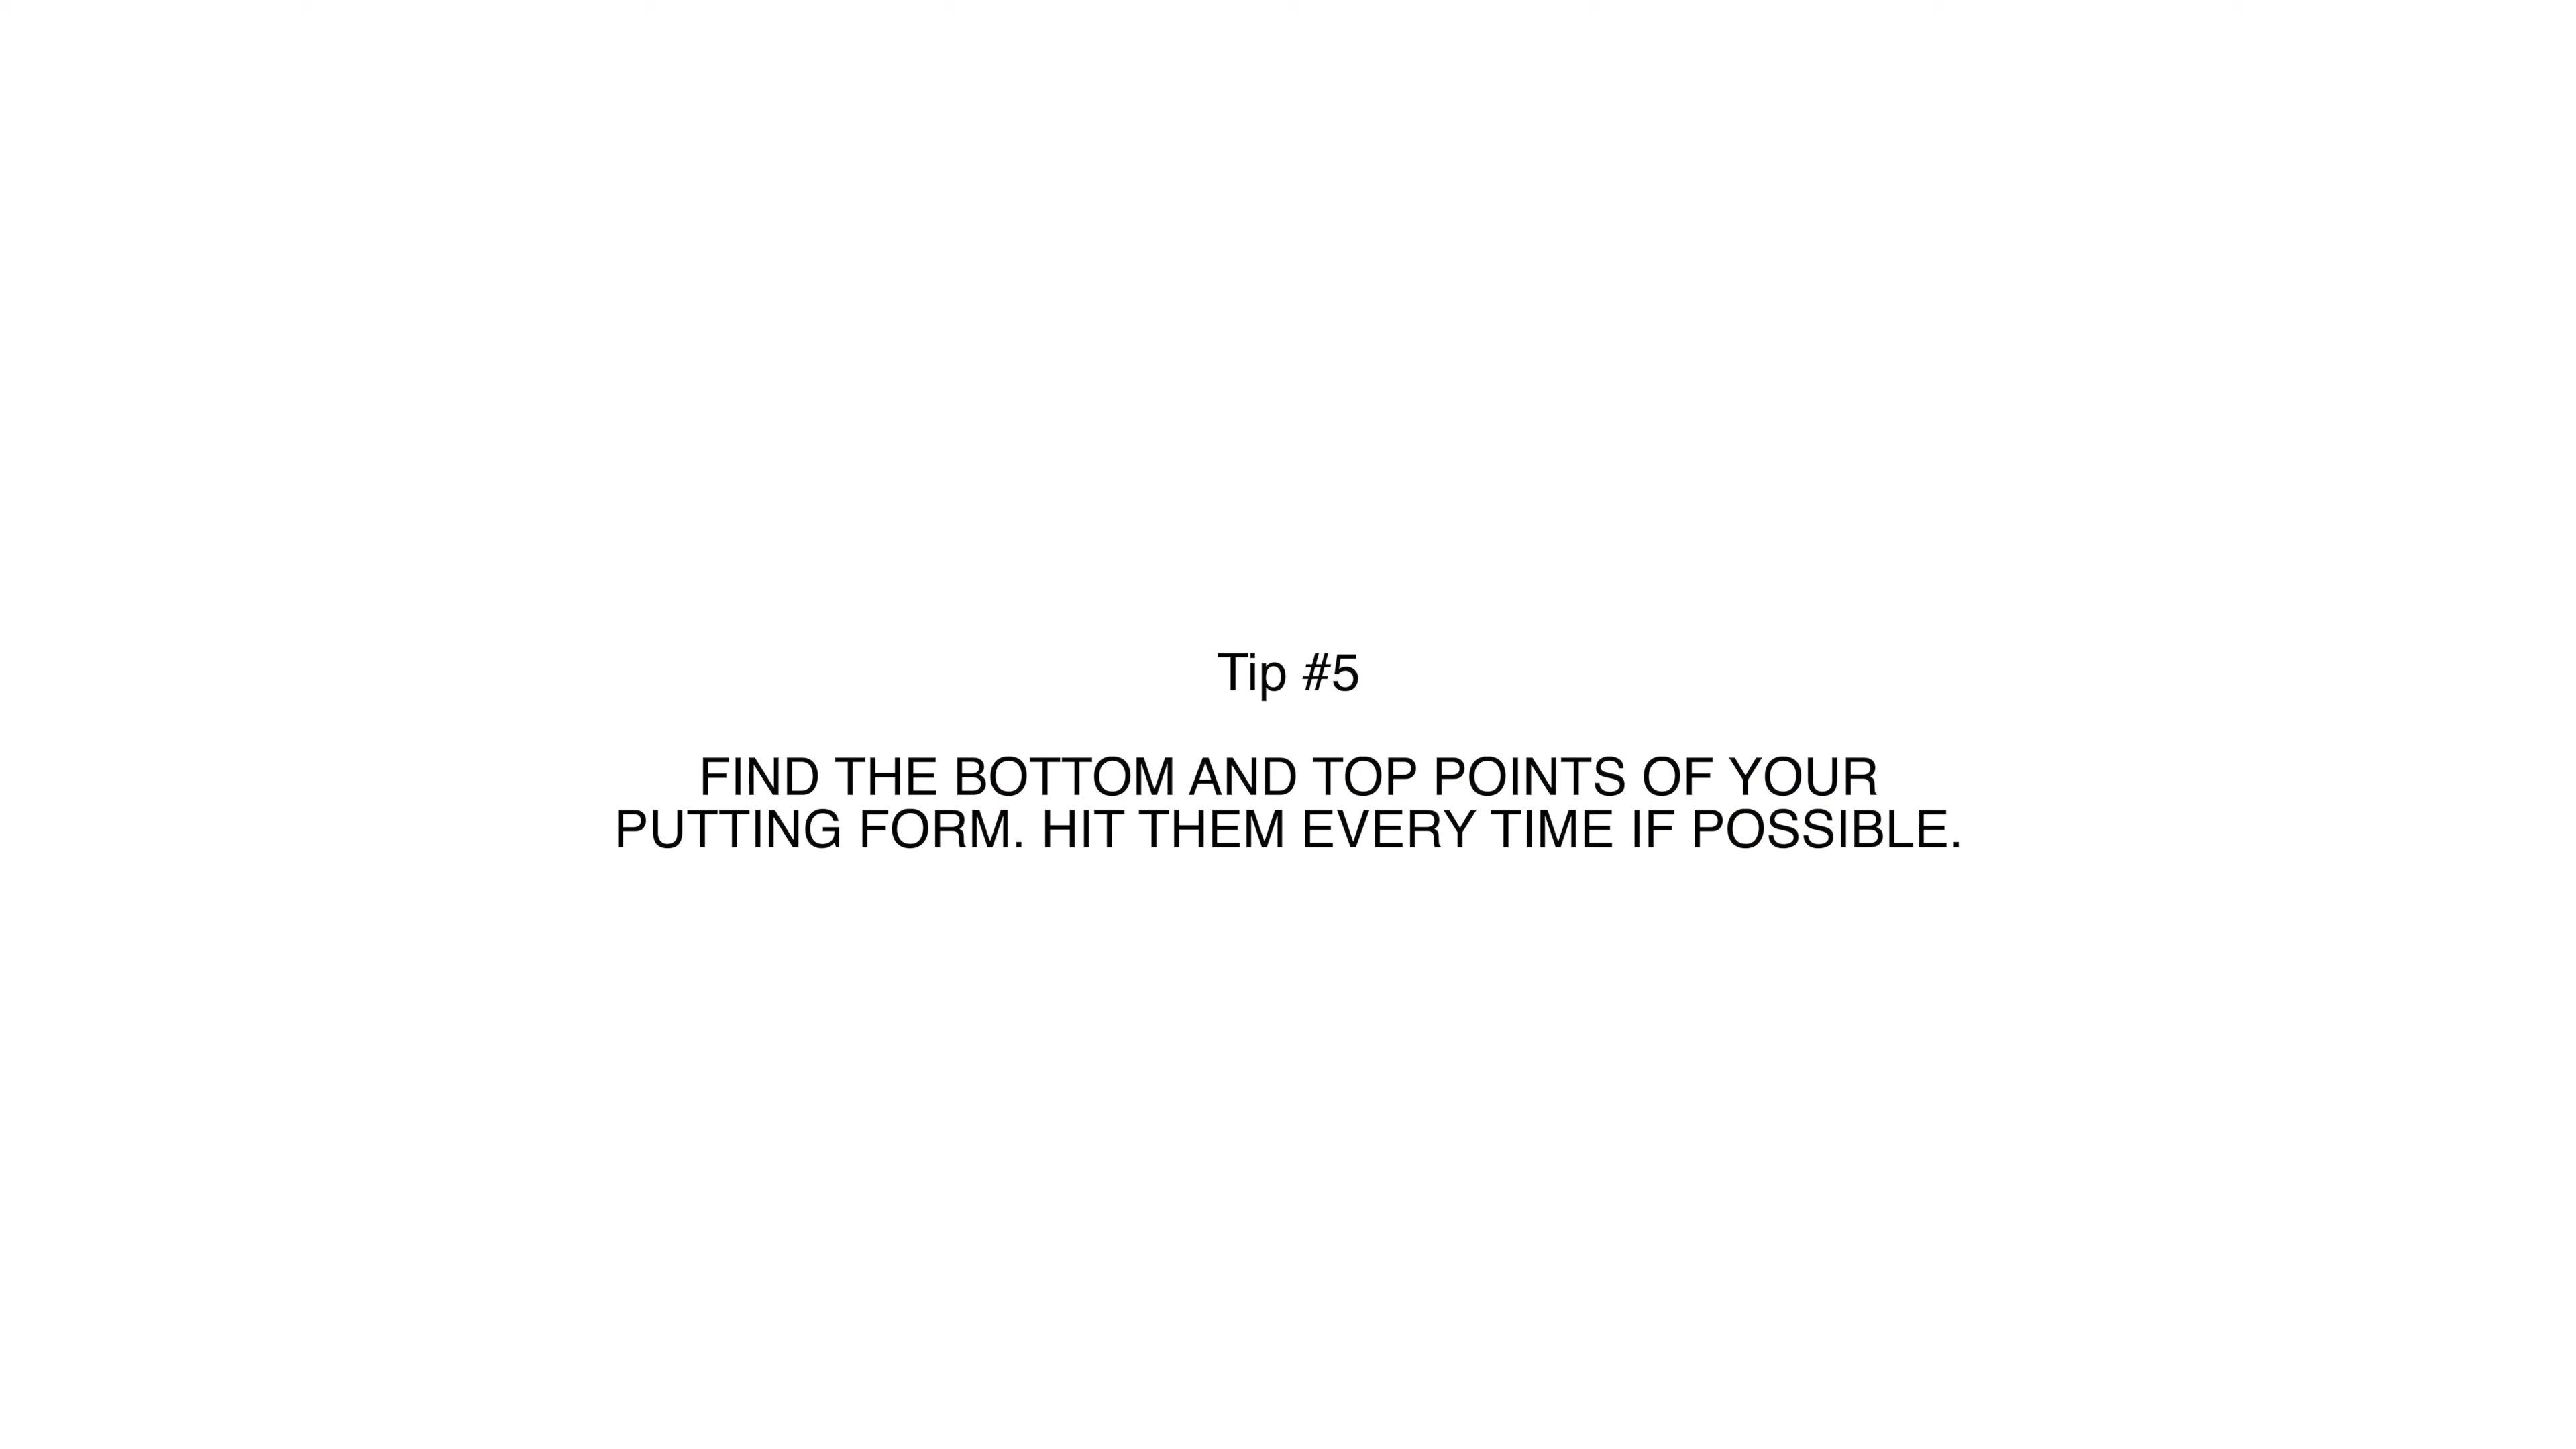 Tip #5
FIND THE BOTTOM AND TOP POINTS OF YOUR
PUTTING FORM. HIT THEM EVERY TIME IF POSSIBLE.